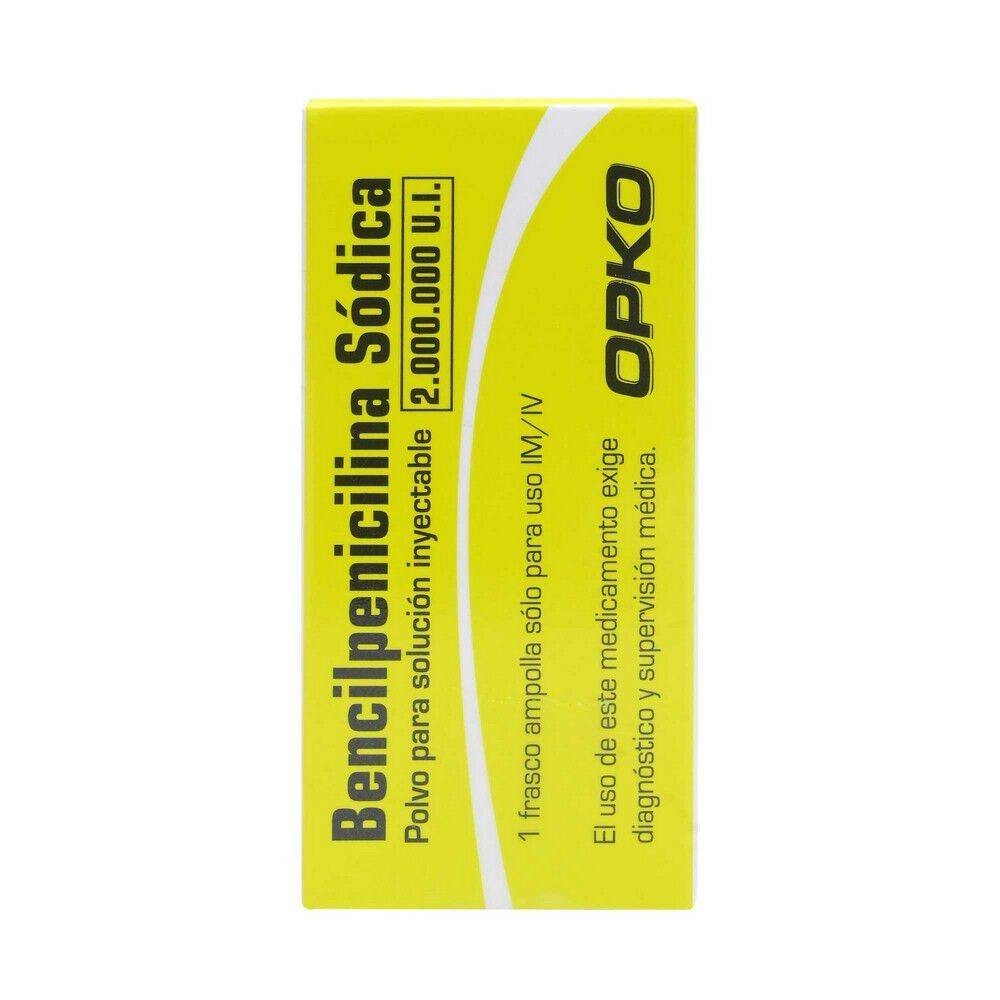 Bencilpenicilina Sódica
Polvo para solución inyectable 2.000.000 U.I.
1 frasco ampolla sólo para uso IM/IV
El uso de este medicamento exige
diagnóstico y supervisión médica.
OPKO